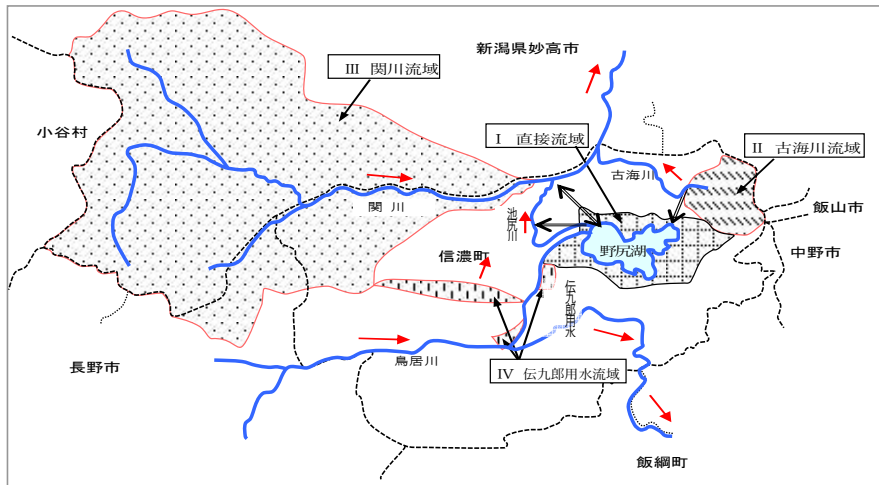 新潟県妙高市
III 関川流域
小谷村
I 直接流域
II 古海川流域
古海川
関川
池尻川
飯山市
信濃町
野尻湖
中野市
伝九郎用水
長野市
鳥居川
IV 伝九郎用水流域
飯綱町